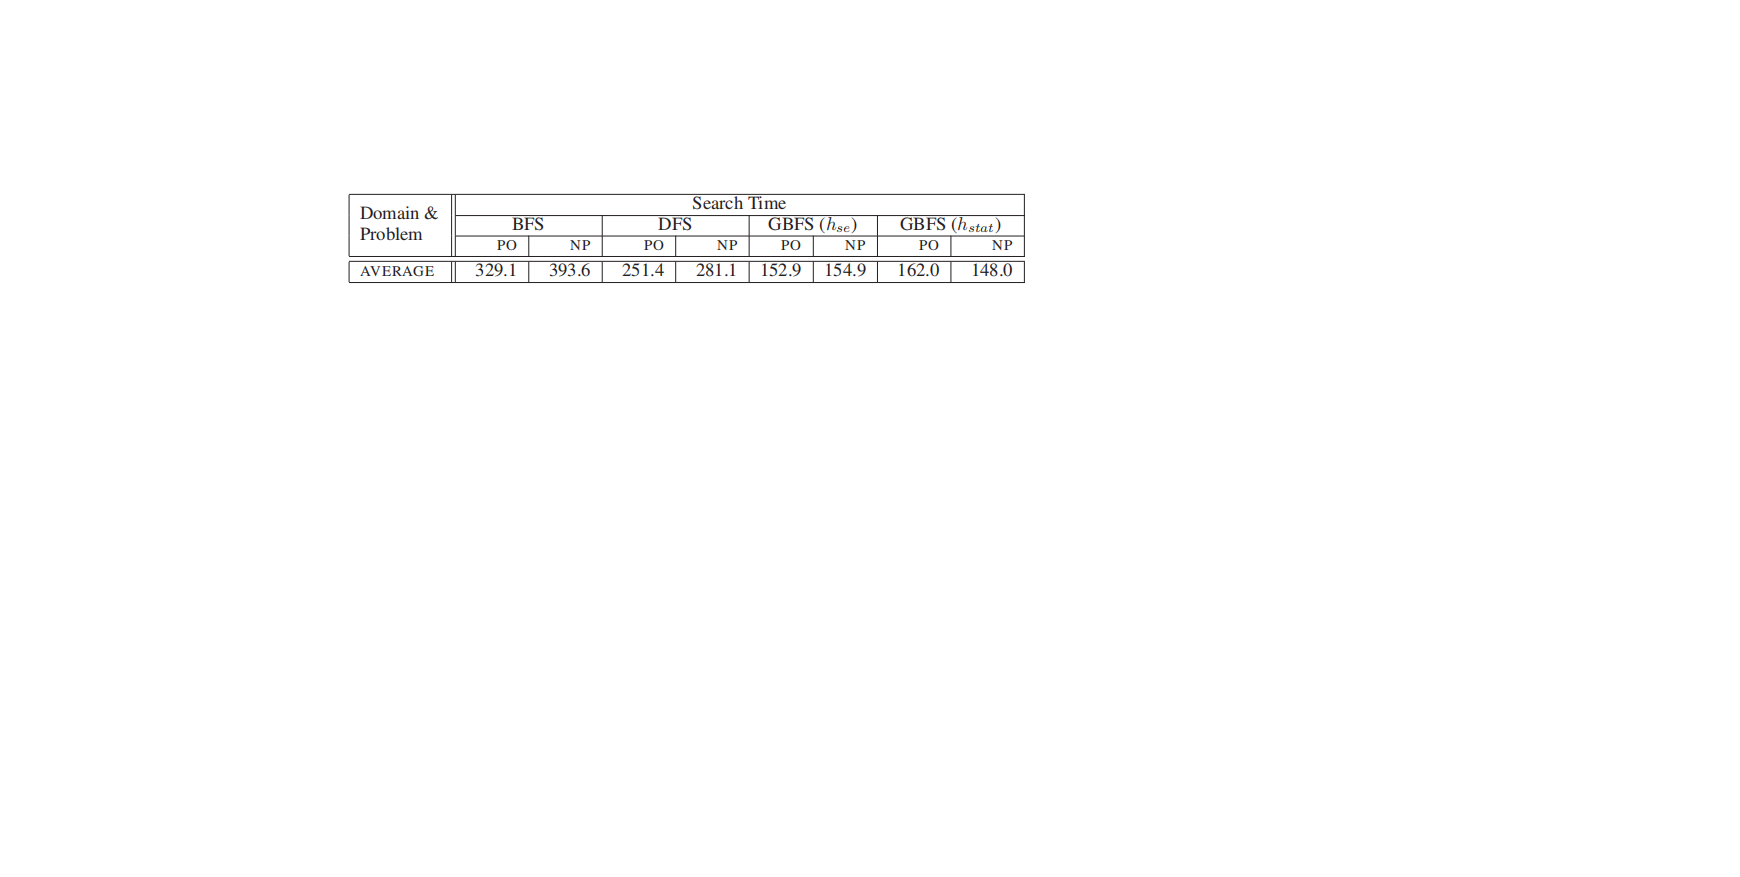 Search Time
Domain &
Problem
BFS DFS GBFS (h_se) GBFS (h_stat)
PO NP PO NP PO NP PO NP
AVERAGE 329.1 393.6 251.4 281.1 152.9 154.9 162.0 148.0